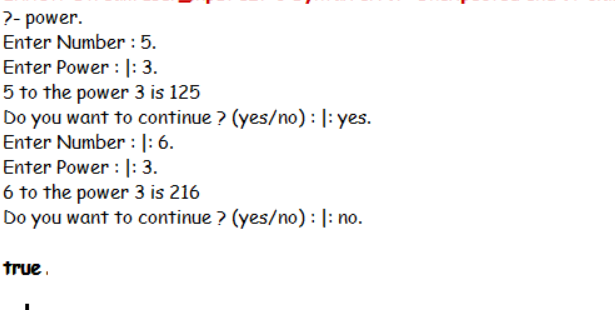 ?- power.
Enter Number : 5.
Enter Power : |: 3.
5 to the power 3 is 125
Do you want to continue ? (yes/no) : |: yes.
Enter Number : |: 6.
Enter Power : |: 3.
6 to the power 3 is 216
Do you want to continue ? (yes/no) : |: no.
true .